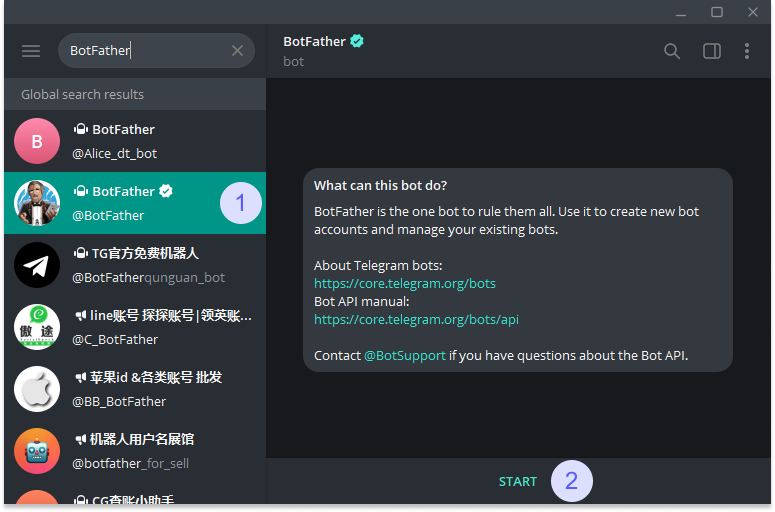 BotFather
Global search results
B
BotFather
@Alice_dt_bot
BotFather
@BotFather
1
TG官方免费机器人
@BotFatherqunguan_bot
line账号 探探账号|领英账...
@C_BotFather
傲途
苹果id &各类账号 批发
@BB_BotFather
机器人用户名展馆
@botfather_for_sell
CG查账小助手
BotFather
bot
What can this bot do?
BotFather is the one bot to rule them all. Use it to create new bot
accounts and manage your existing bots.
About Telegram bots:
https://core.telegram.org/bots
Bot API manual:
https://core.telegram.org/bots/api
Contact @BotSupport if you have questions about the Bot API.
START
2